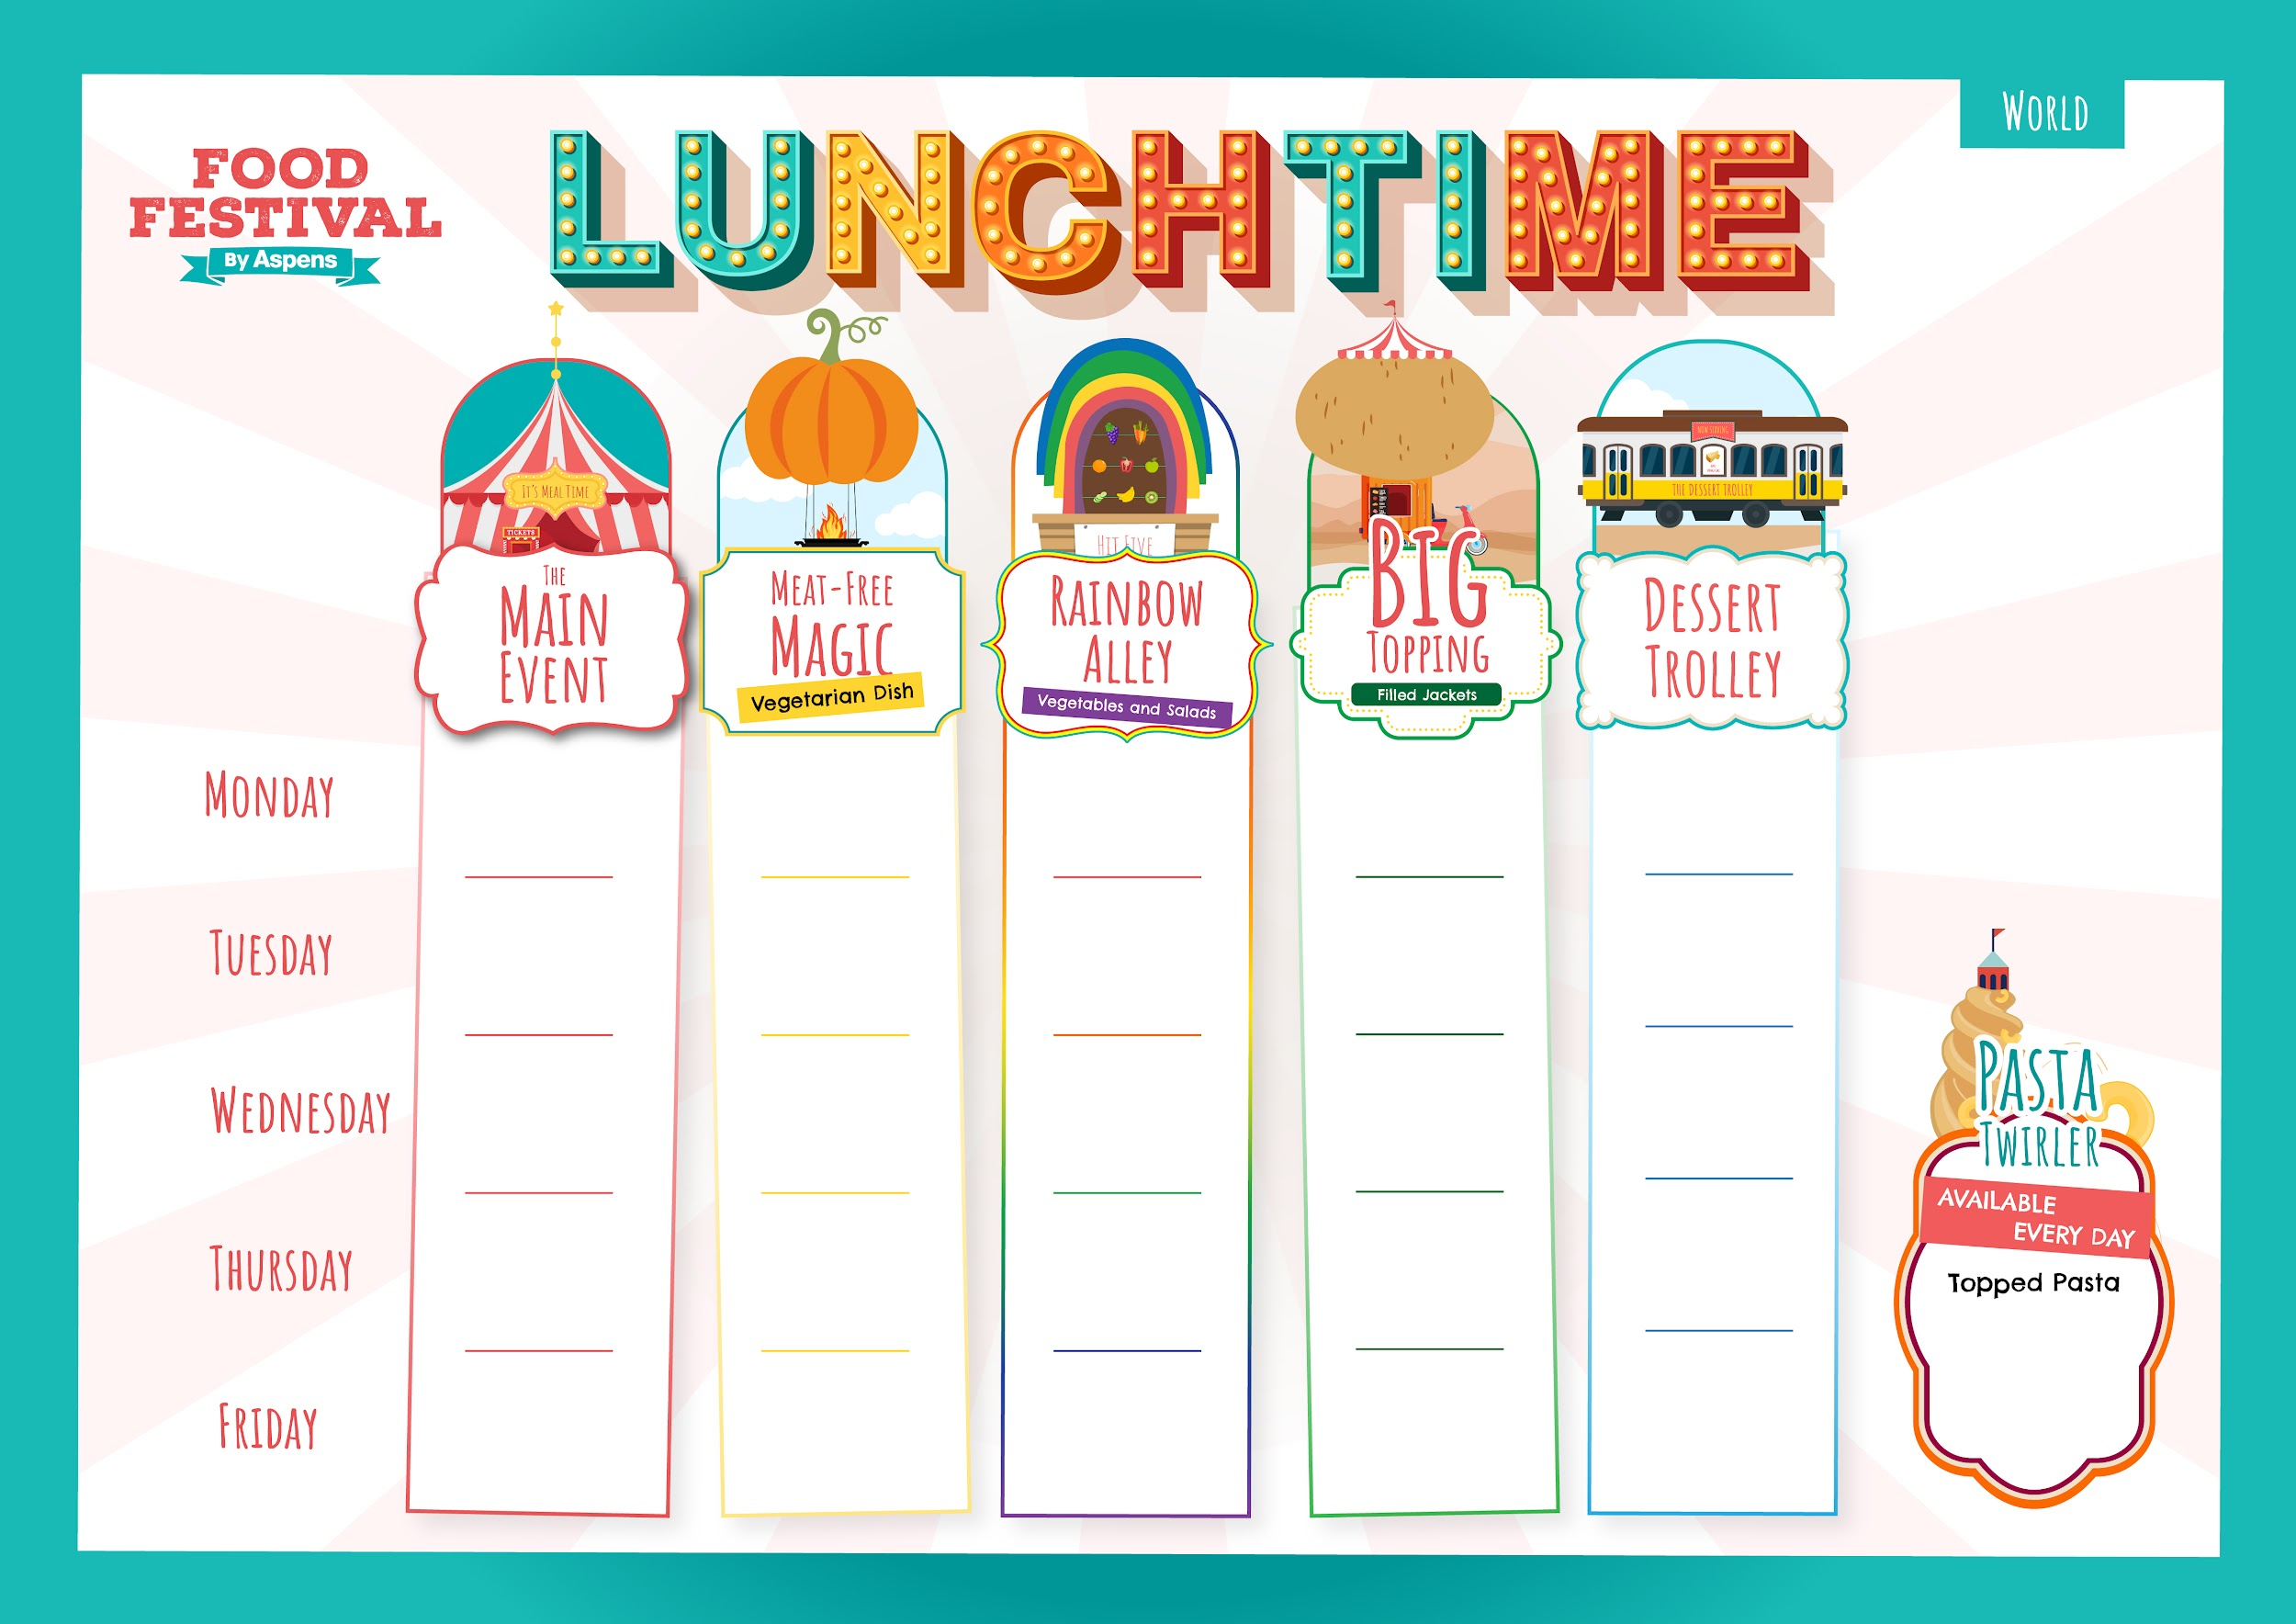 WORLD
FOOD
FESTIVAL
By Aspens
LUNCHTIME
IT'S MEAL TIME
TICKETS
THE
MAIN
EVENT
MEAT-FREE
MAGIC
Vegetarian Dish
HIT FIVE
RAINBOW
ALLEY
Vegetables and Salads
BIG
TOPPING
Filled Jackets
NOW SERVING
THE DESSERT TROLLEY
DESSERT
TROLLEY
MONDAY
TUESDAY
WEDNESDAY
THURSDAY
FRIDAY
PASTA
TWIRLER
AVAILABLE
EVERY DAY
Topped Pasta